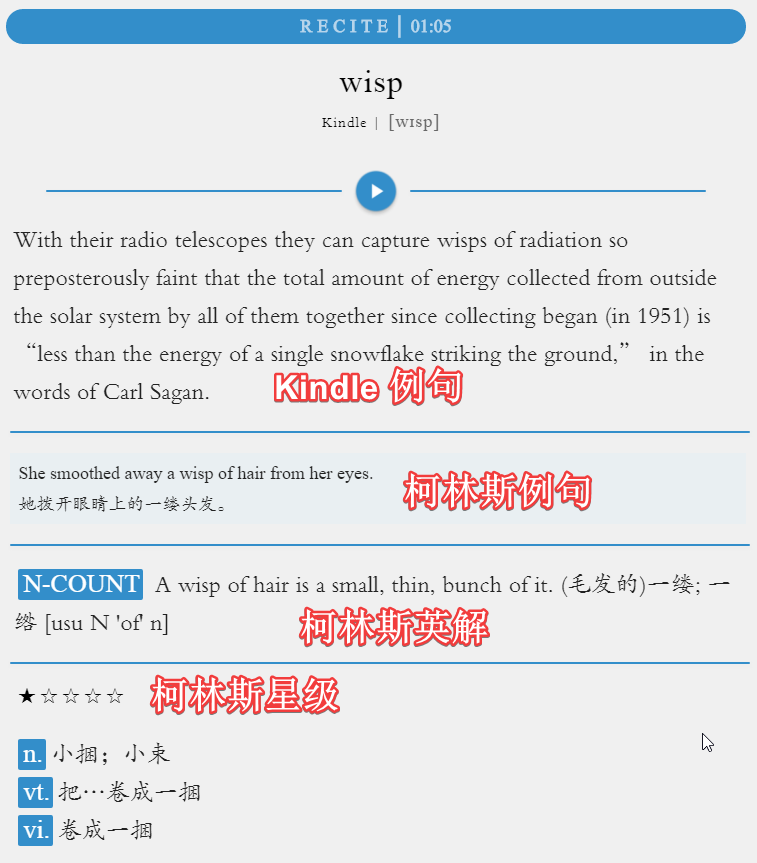 RECITE | 01:05
wisp
Kindle | [wɪsp]
With their radio telescopes they can capture wisps of radiation so
preposterously faint that the total amount of energy collected from outside
the solar system by all of them together since collecting began (in 1951) is
“less than the energy of a single snowflake striking the ground,” in the
words of Carl Sagan.
Kindle 例句
She smoothed away a wisp of hair from her eyes.
她拨开眼睛上的一缕头发。
柯林斯例句
N-COUNT A wisp of hair is a small, thin, bunch of it. (毛发的)一缕; 一
绺 [usu N 'of' n]
柯林斯英解
★☆☆☆☆
柯林斯星级
n. 小捆；小束
vt. 把…卷成一捆
vi. 卷成一捆